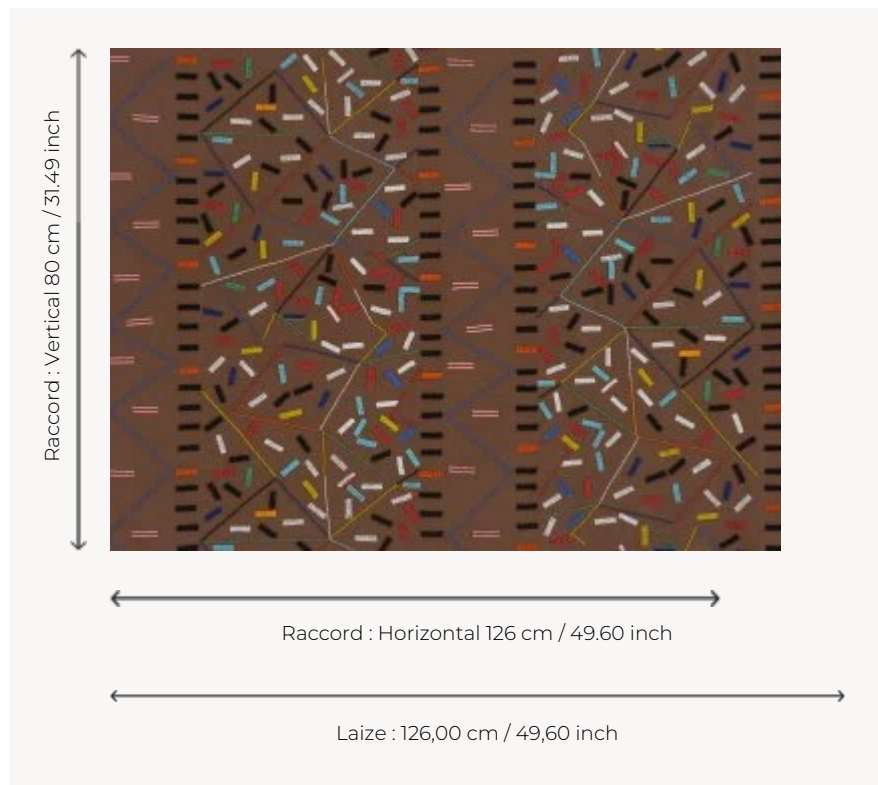 Raccord : Vertical 80 cm / 31.49 inch
Raccord : Horizontal 126 cm / 49.60 inch
Laize : 126,00 cm / 49,60 inch